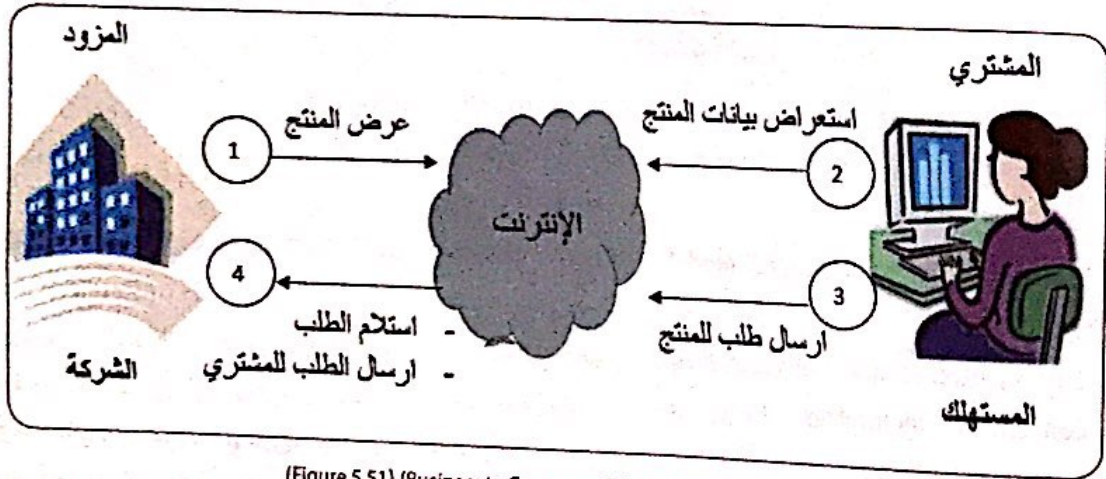 المزود
المشتري
1
عرض المنتج
استعراض بيانات المنتج
2
الإنترنت
4
3
- استلام الطلب
- ارسال الطلب للمشتري
ارسال طلب للمنتج
الشركة
المستهلك
(Figure 5.51)